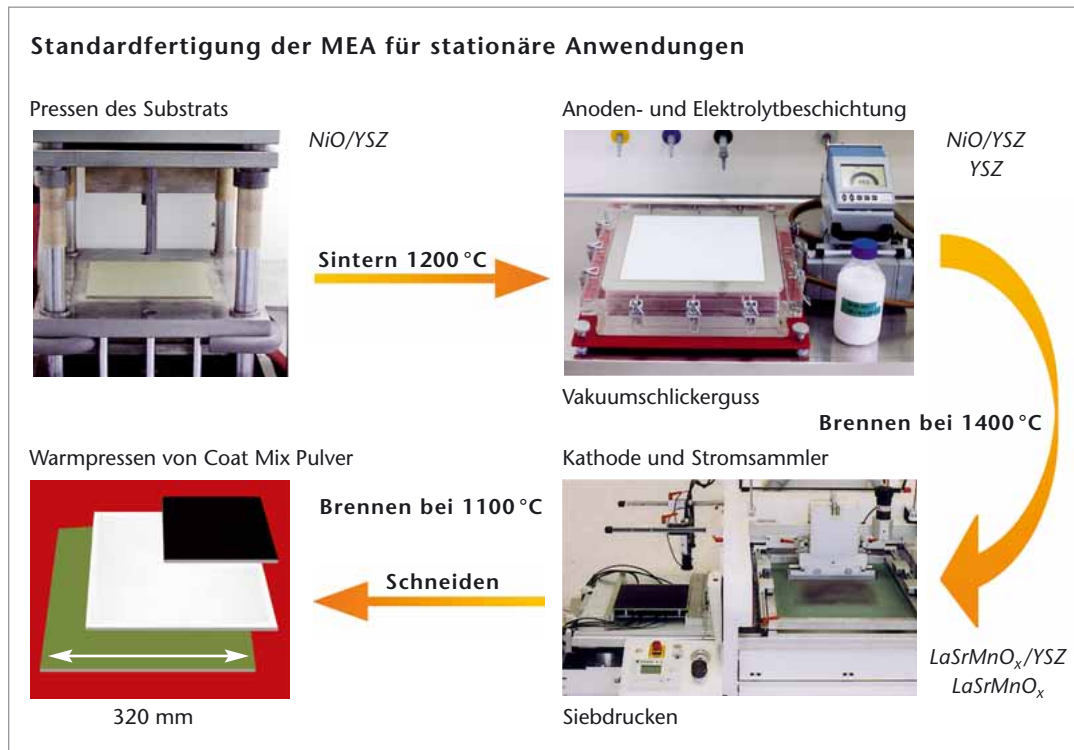 Standardfertigung der MEA für stationäre Anwendungen
Pressen des Substrats
NiO/YSZ
Sintern 1200 °C
Anoden- und Elektrolytbeschichtung
NiO/YSZ
YSZ
Vakuumschlickerguss
Brennen bei 1400 °C
Kathode und Stromsammler
LaSrMnOₓ/YSZ
LaSrMnOₓ
Siebdrucken
Brennen bei 1100 °C
Schneiden
Warmpressen von Coat Mix Pulver
320 mm